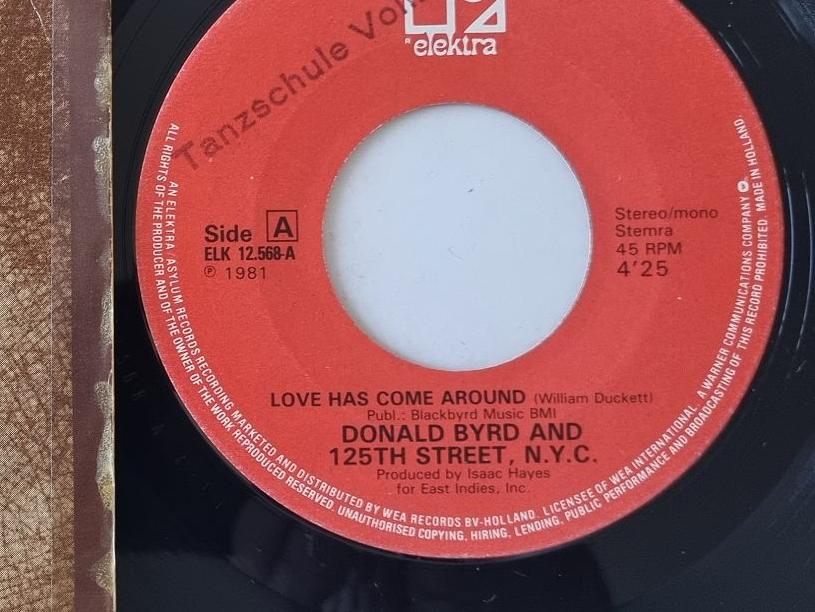 elektra
Tanzschule
Side A
ELK 12.568-A
℗ 1981
Stereo/mono
Stemra
45 RPM
4'25
LOVE HAS COME AROUND (William Duckett)
Publ.: Blackbyrd Music BMI
DONALD BYRD AND
125TH STREET, N.Y.C.
Produced by Isaac Hayes
for East Indies, Inc.
AN ELEKTRA/ASYLUM RECORDS RECORDING MARKETED AND DISTRIBUTED BY WEA RECORDS BV-HOLLAND. LICENSEE OF WEA INTERNATIONAL. A WARNER COMMUNICATIONS COMPANY
ALL RIGHTS OF THE PRODUCER AND OF THE OWNER OF THE WORK REPRODUCED RESERVED. UNAUTHORISED COPYING, HIRING, LENDING, PUBLIC PERFORMANCE AND BROADCASTING OF THIS RECORD PROHIBITED. MADE IN HOLLAND.